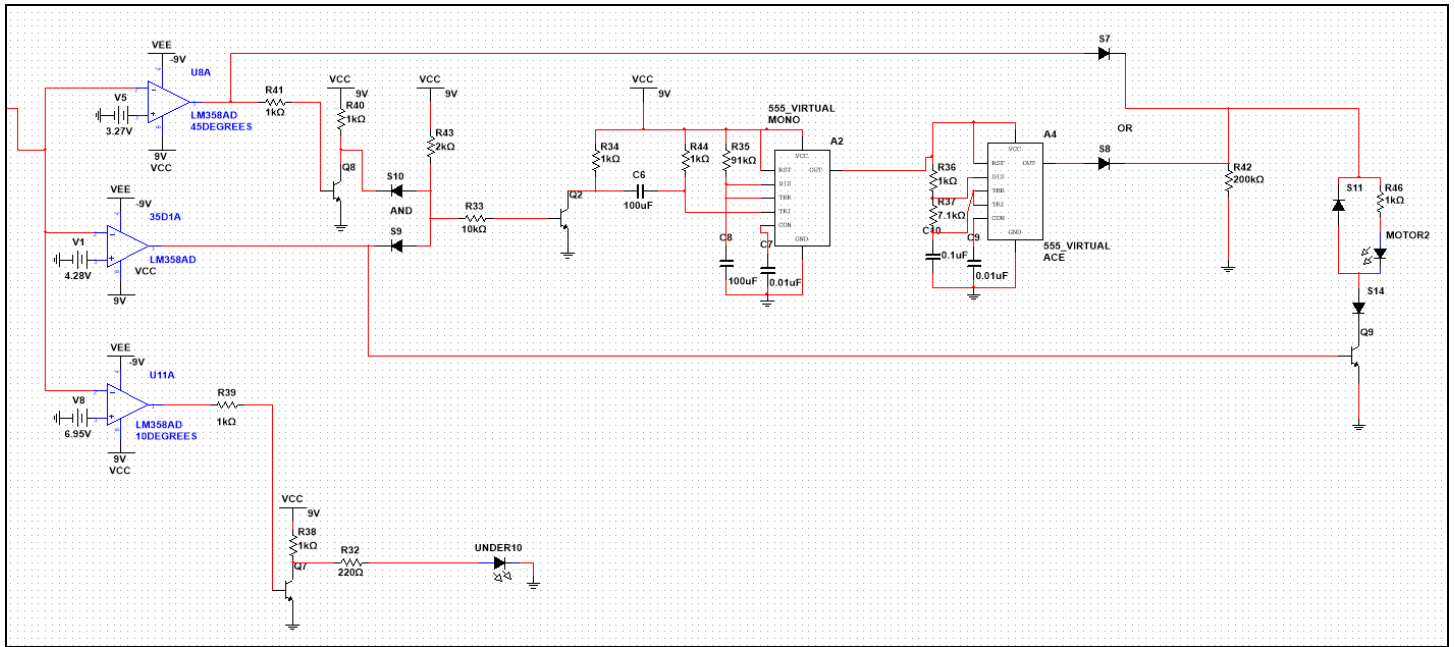 VEE
-9V
U8A
V5
3.27V
LM358AD
45DEGREES
9V
VCC
R41
1kΩ
VCC
9V
R40
1kΩ
Q8
VCC
9V
R43
2kΩ
S10
AND
S9
R33
10kΩ
Q2
VCC
9V
R34
1kΩ
C6
100uF
R44
1kΩ
R35
91kΩ
C8
100uF
C7
0.01uF
555_VIRTUAL
MONO
A2
VCC
RST
OUT
DIS
THR
TRI
CON
GND
R36
1kΩ
R37
7.1kΩ
C10
0.1uF
C9
0.01uF
A4
VCC
RST
OUT
DIS
THR
TRI
CON
GND
555_VIRTUAL
ACE
S7
OR
S8
R42
200kΩ
S11
R46
1kΩ
MOTOR2
S14
Q9
VEE
-9V
35D1A
V1
4.28V
LM358AD
VCC
9V
VEE
-9V
U11A
V8
6.95V
LM358AD
10DEGREES
9V
VCC
R39
1kΩ
VCC
9V
R38
1kΩ
Q7
R32
220Ω
UNDER10